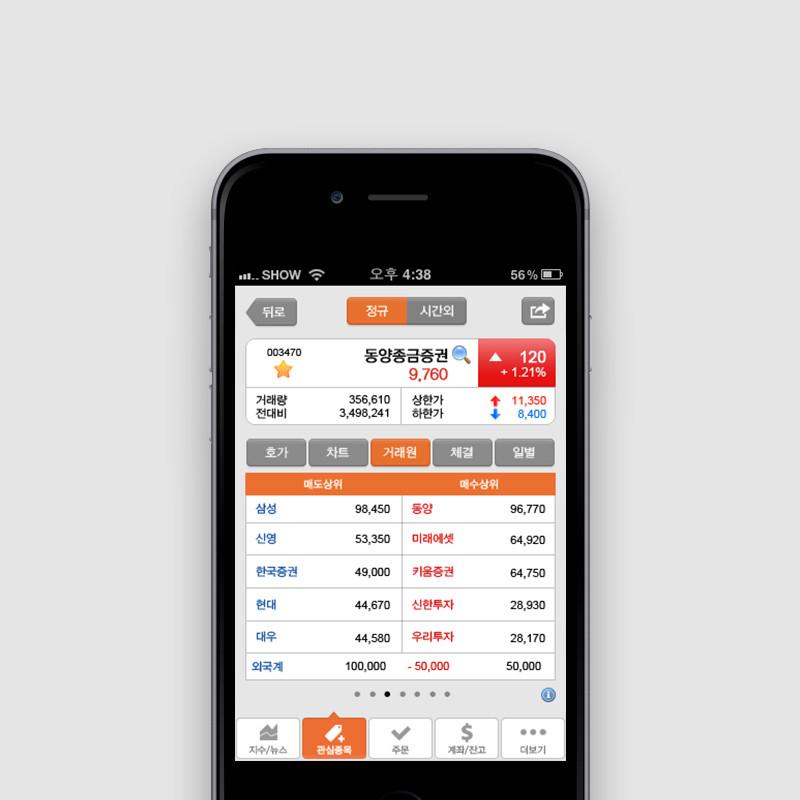 SHOW 오후 4:38 56%
뒤로 정규 시간외
003470 동양종금증권 120
9,760 + 1.21%
거래량 356,610 상한가 11,350
전대비 3,498,241 하한가 8,400
호가 차트 거래원 체결 일별
매도상위 매수상위
삼성 98,450 동양 96,770
신영 53,350 미래에셋 64,920
한국증권 49,000 키움증권 64,750
현대 44,670 신한투자 28,930
대우 44,580 우리투자 28,170
외국계 100,000 - 50,000 50,000
지수/뉴스 관심종목 주문 계좌/잔고 더보기